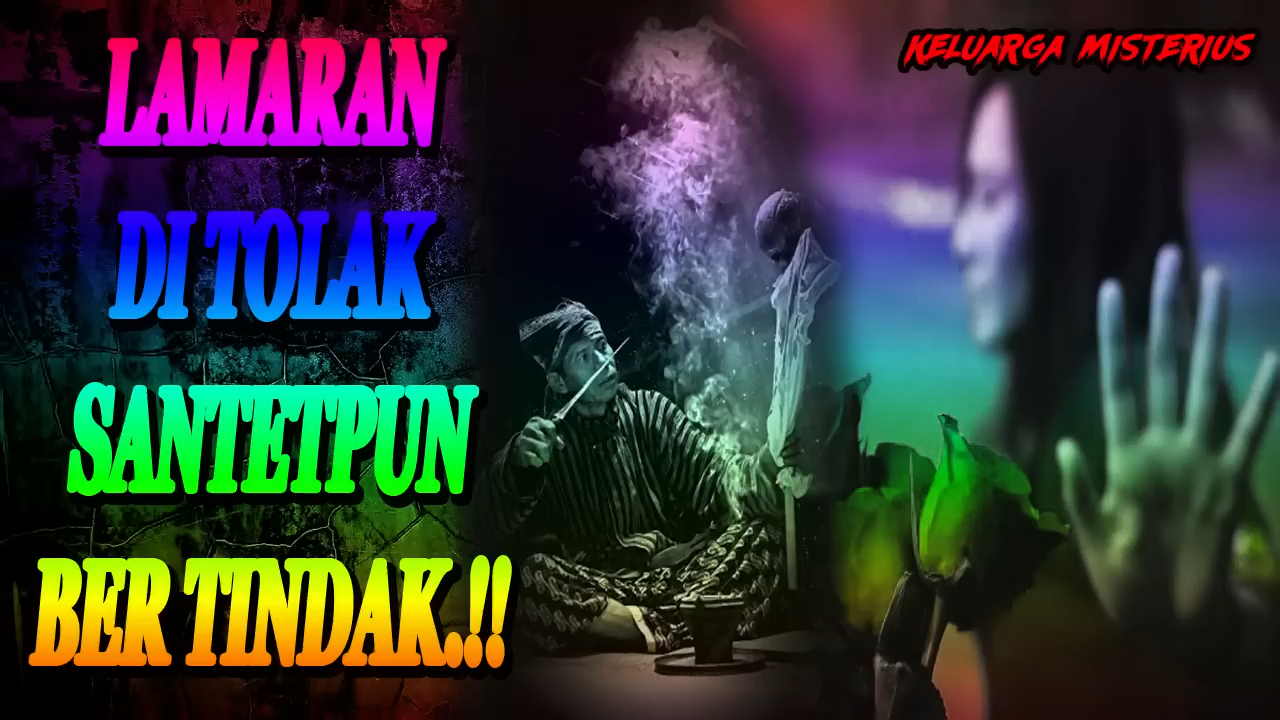 LAMARAN
DI TOLAK
SANTETPUN
BER TINDAK.!!
KELUARGA MISTERIUS